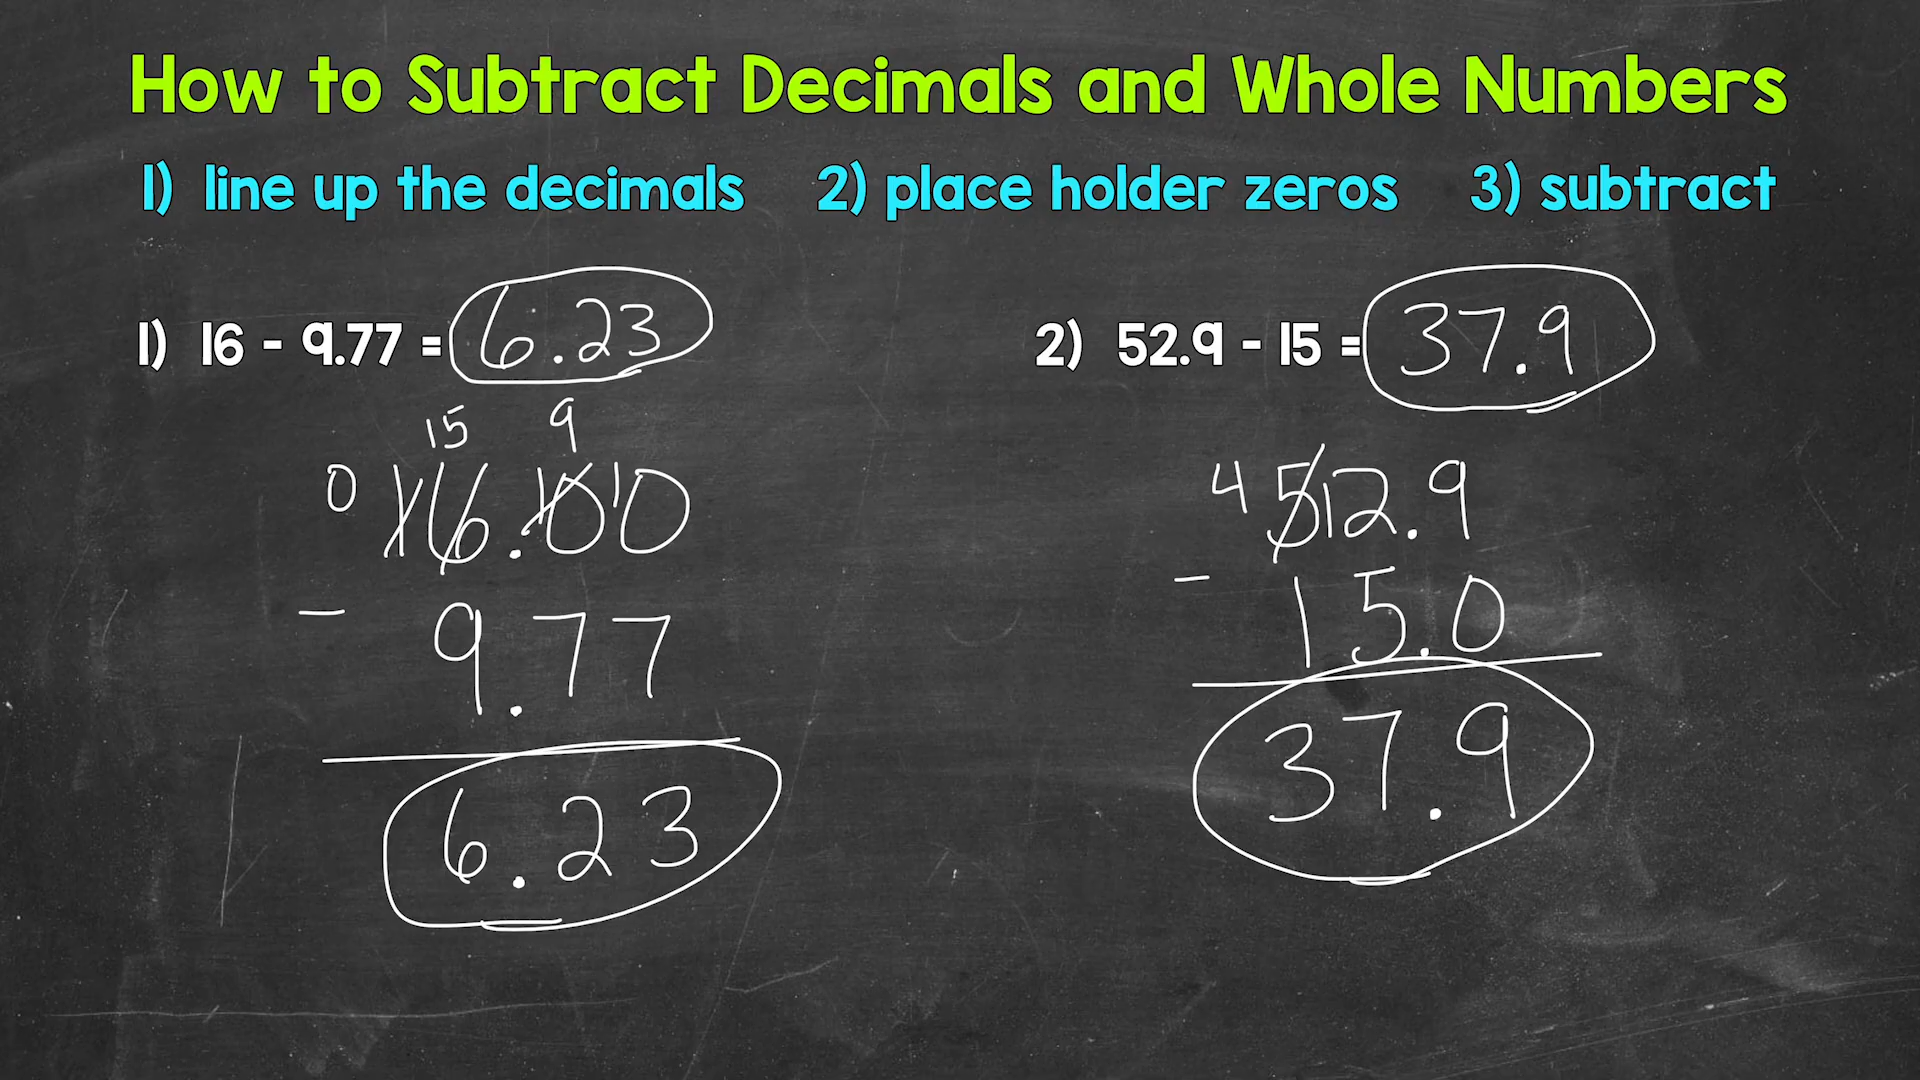 How to Subtract Decimals and Whole Numbers
1) line up the decimals 2) place holder zeros 3) subtract
1) 16 - 9.77 = 6.23
2) 52.9 - 15 = 37.9
15 9
0 16.10 10
- 9.77
6.23
4 512.9
- 15.0
37.9